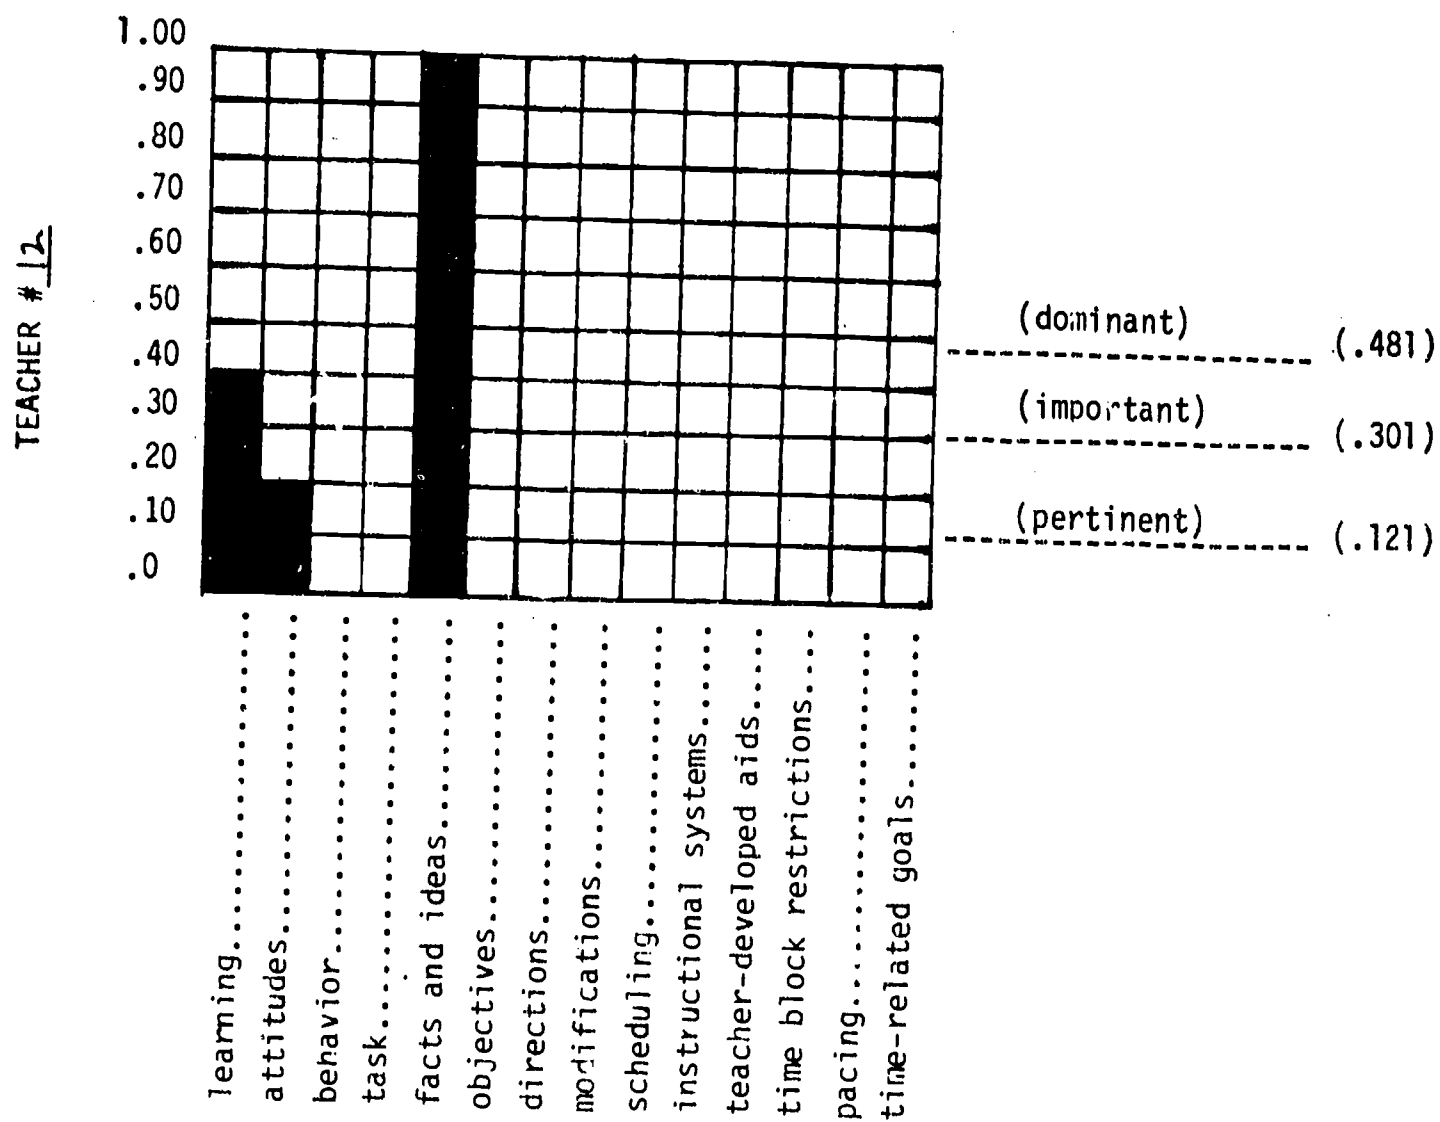 TEACHER # 12
1.00
.90
.80
.70
.60
.50
.40
.30
.20
.10
.0
(dominant) (.481)
(important) (.301)
(pertinent) (.121)
learning
attitudes
behavior
task
facts and ideas
objectives
directions
modifications
scheduling
instructional systems
teacher-developed aids
time block restrictions
pacing
time-related goals